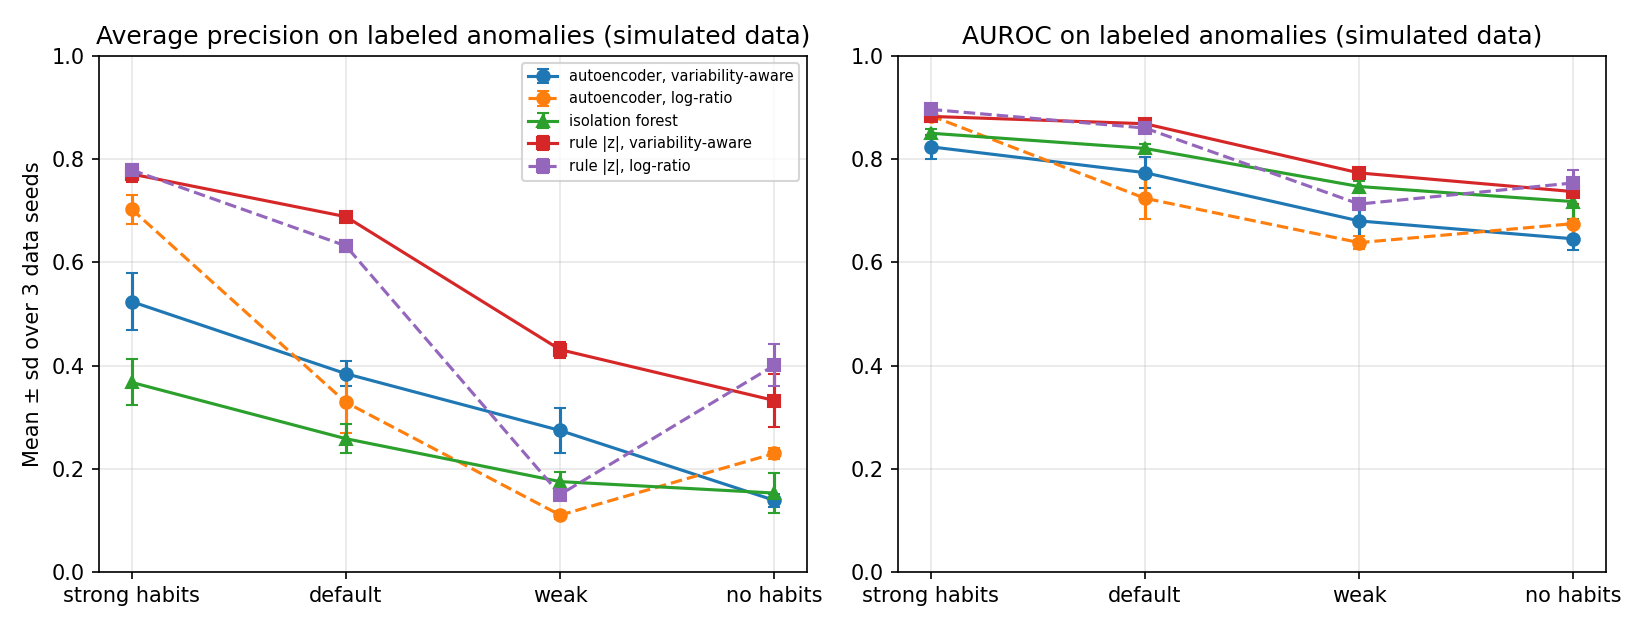 Average precision on labeled anomalies (simulated data)
Mean ± sd over 3 data seeds
1.0
0.8
0.6
0.4
0.2
0.0
autoencoder, variability-aware
autoencoder, log-ratio
isolation forest
rule |z|, variability-aware
rule |z|, log-ratio
strong habits default weak no habits
AUROC on labeled anomalies (simulated data)
1.0
0.8
0.6
0.4
0.2
0.0
strong habits default weak no habits